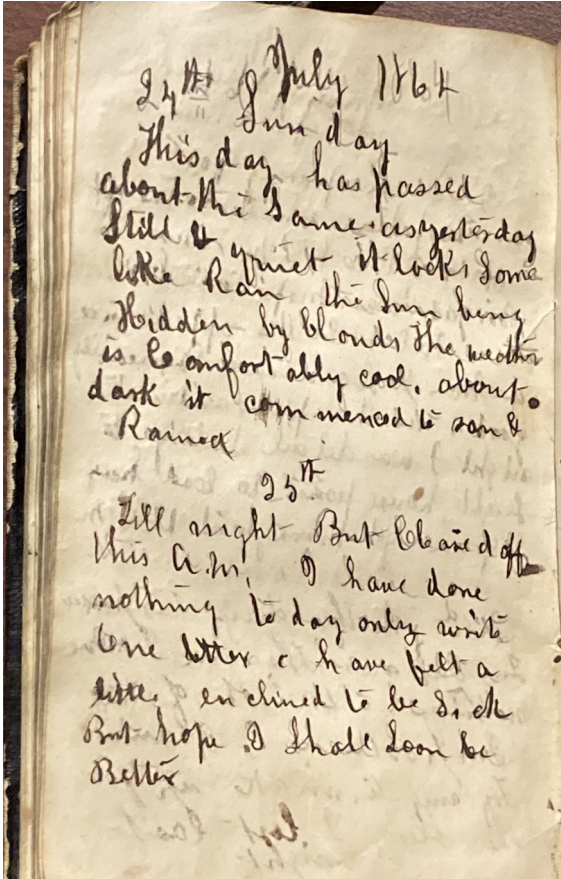 July 1864
24th
Sunday
This day has passed
about the Same as yesterday
Still & quiet it looks Some
like Rain the Sun being
Hidden by Clouds The weather
is Comfortably cool. about
dark it commenced to rain &
Rained
25th
Till night But Cleared off
this A.M, I have done
nothing to day only write
One letter & have felt a
little enclined to be Sick
But hope I Shall Soon be
Better